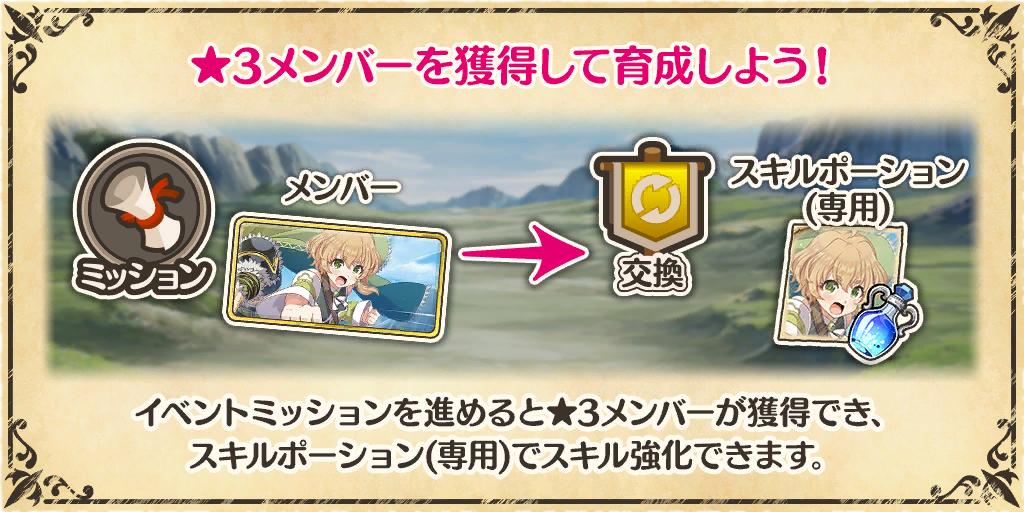 ★3メンバーを獲得して育成しよう!
ミッション
メンバー
交換
スキルポーション
(専用)
イベントミッションを進めると★3メンバーが獲得でき、
スキルポーション(専用)でスキル強化できます。